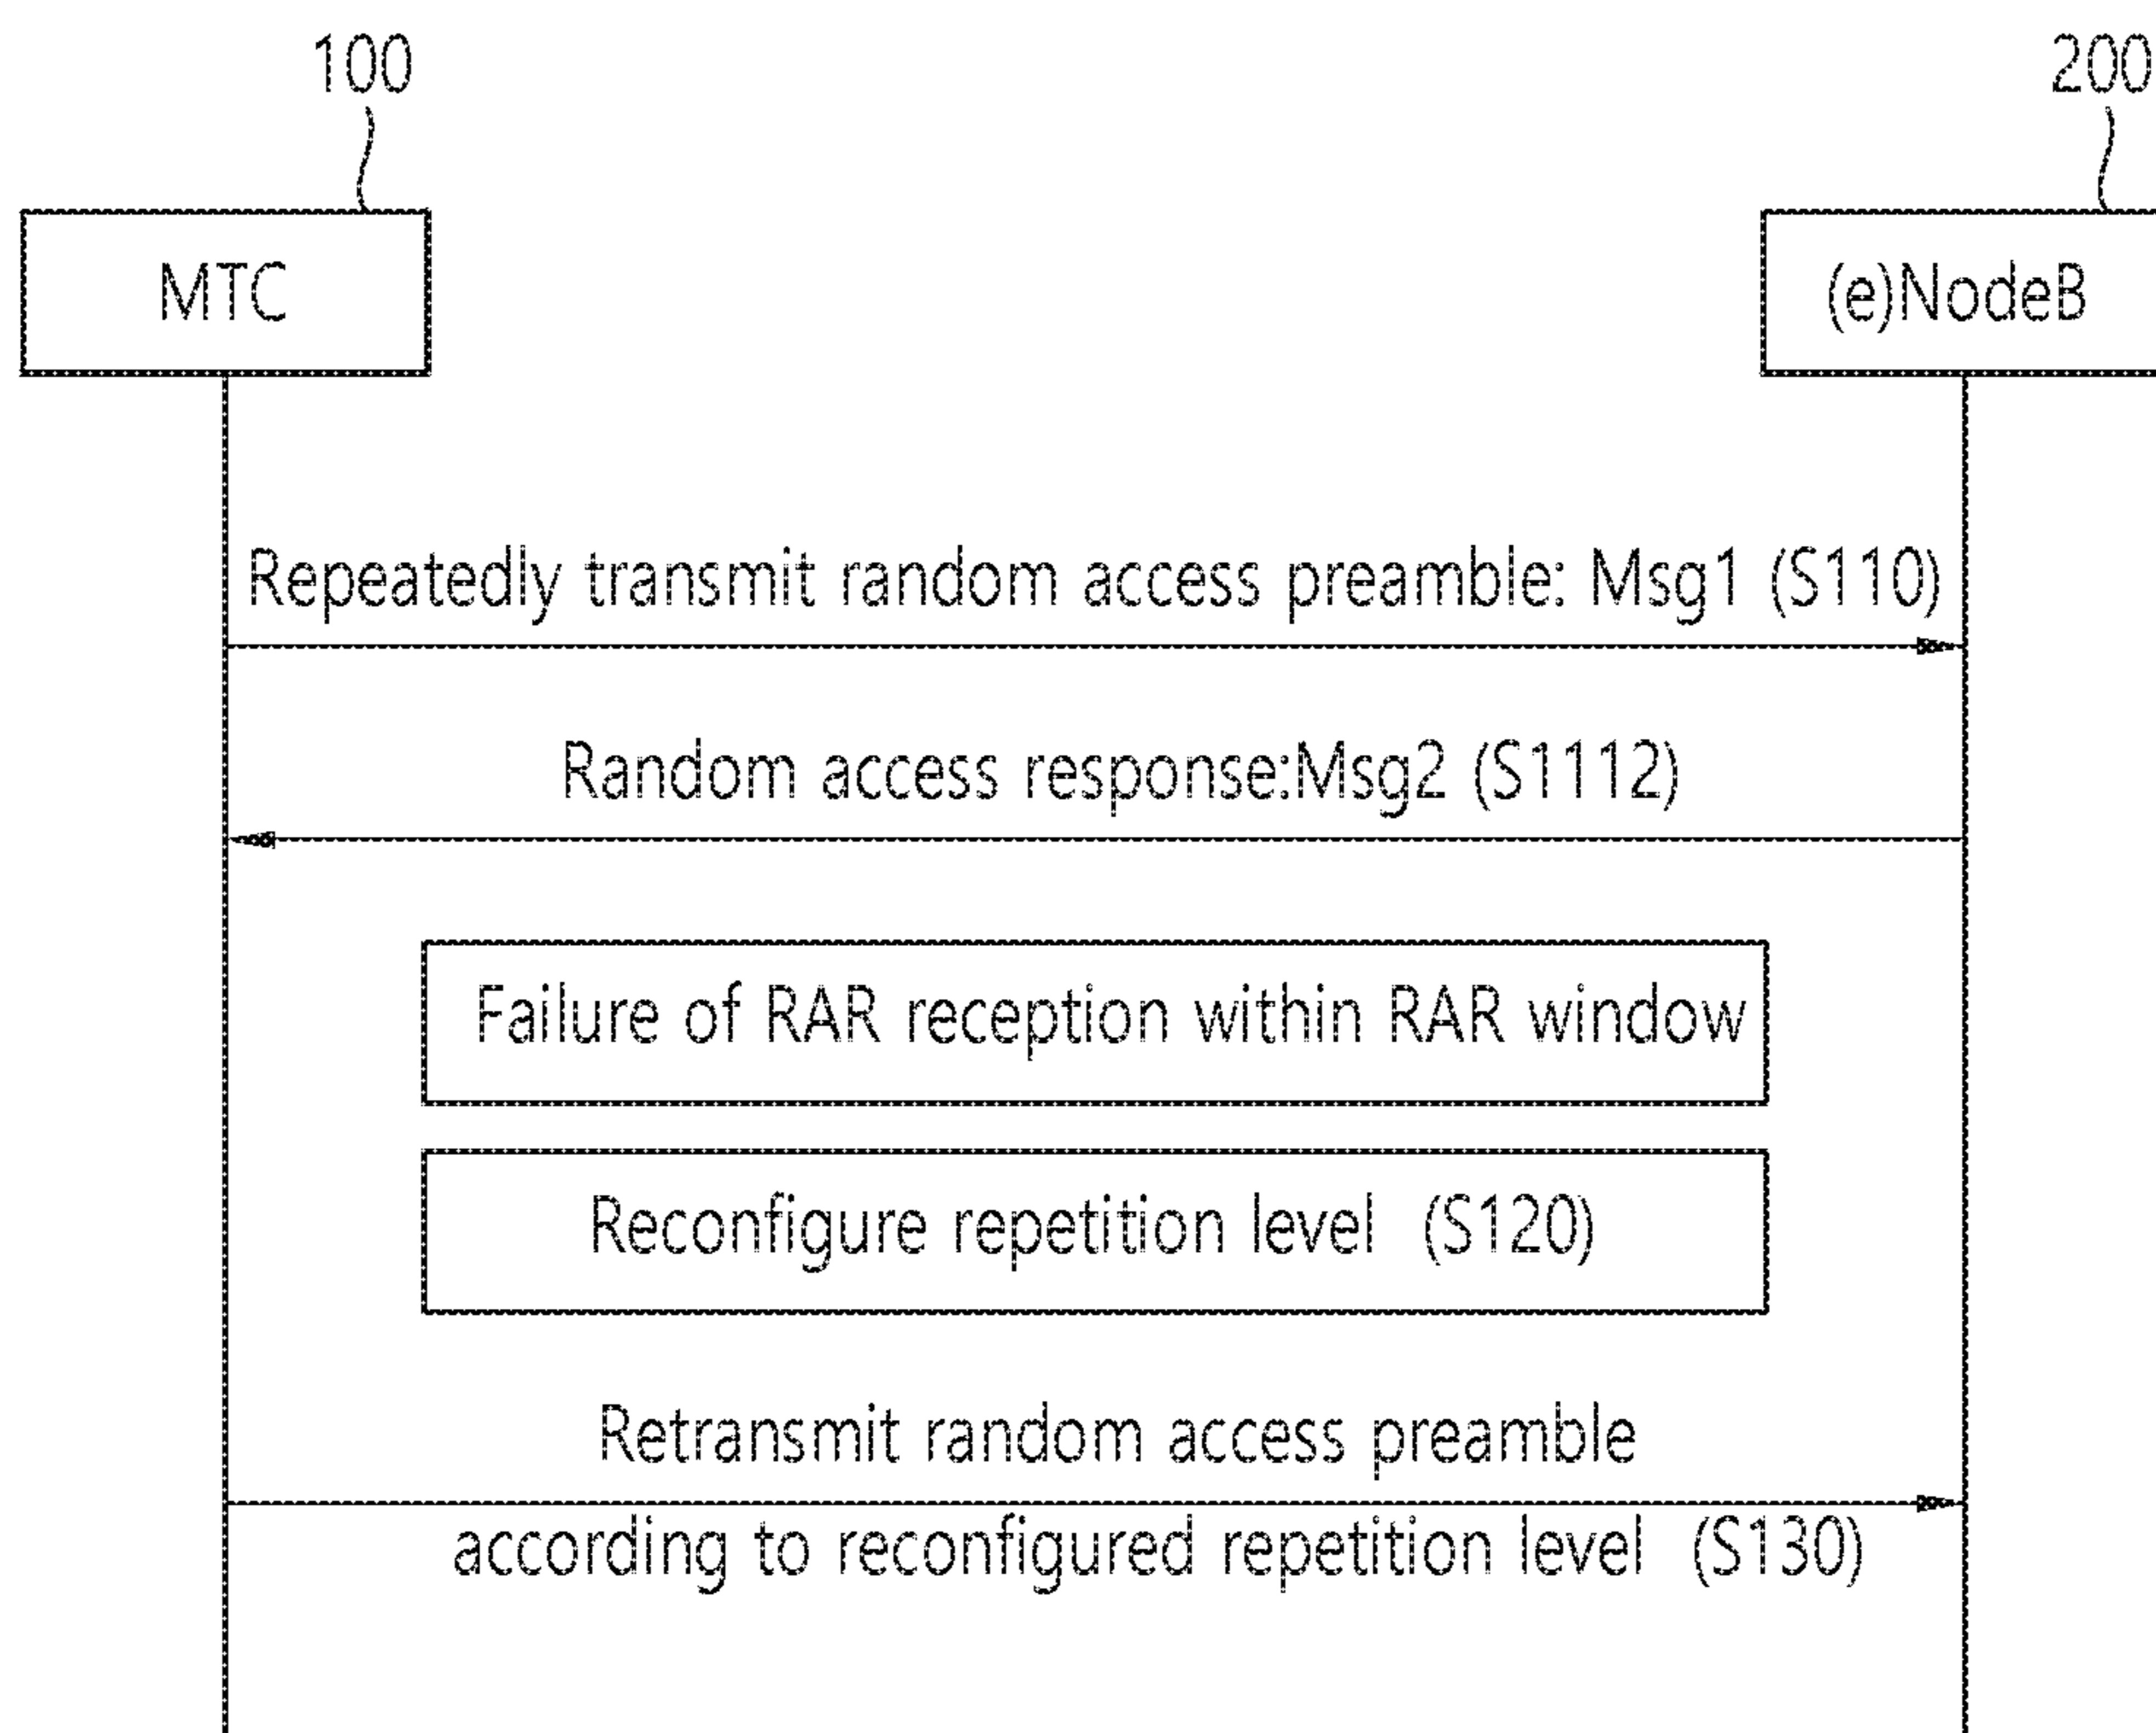 100
200
MTC
(e)NodeB
Repeatedly transmit random access preamble: Msg1 (S110)
Random access response:Msg2 (S1112)
Failure of RAR reception within RAR window
Reconfigure repetition level (S120)
Retransmit random access preamble
according to reconfigured repetition level (S130)